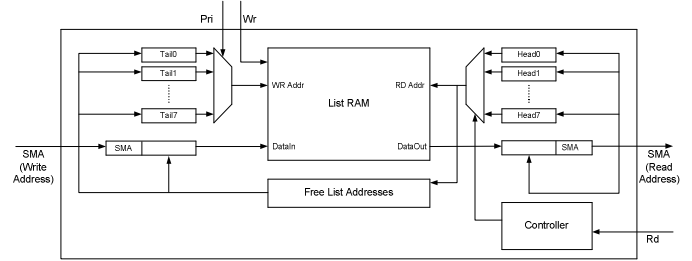 Pri
Wr
Tail0
Tail1
Tail7
WR Addr
List RAM
RD Addr
Head0
Head1
Head7
SMA
(Write
Address)
SMA
DataIn
DataOut
SMA
SMA
(Read
Address)
Free List Addresses
Controller
Rd